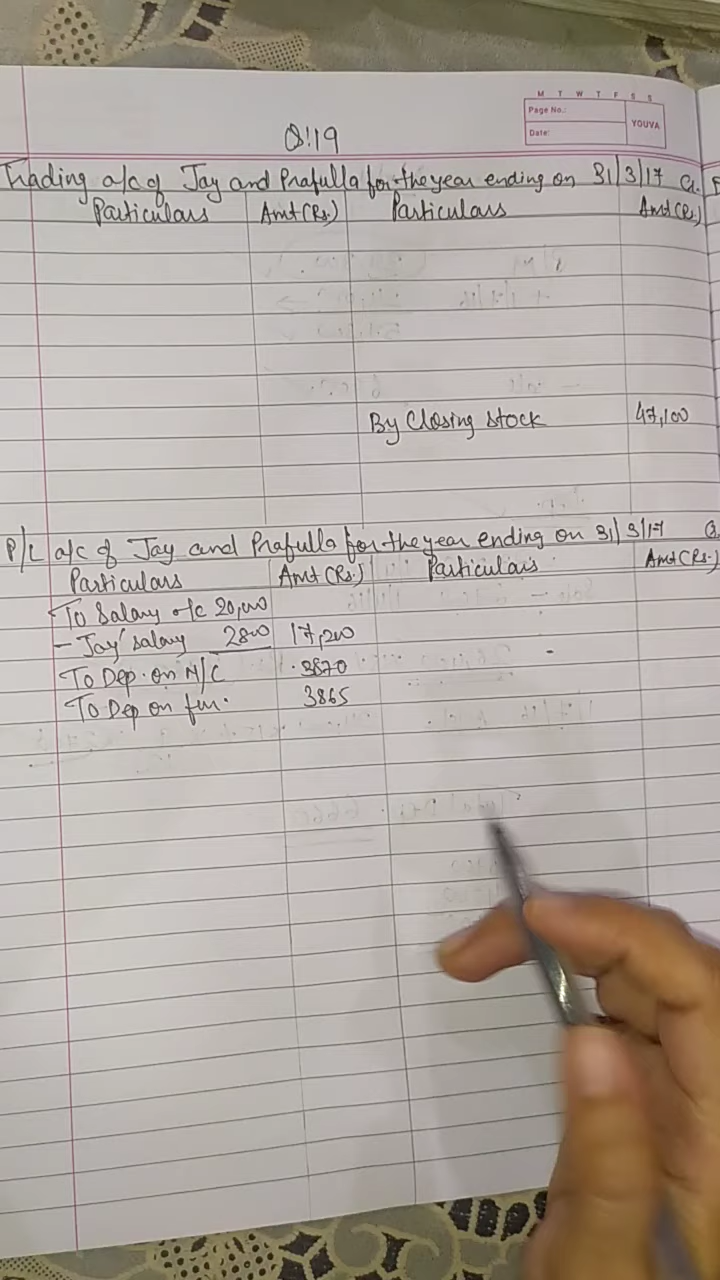 M T W T F S S
Page No.:
Date:
YOUVA
Q:19
Trading a/c of Jay and Prafulla for the year ending on 31/3/17 Cr.
Particulars Amt(Rs.) Particulars Amt(Rs.)
By Closing stock 47,100
P/L a/c of Jay and Prafulla for the year ending on 31/3/17
Particulars Amt(Rs.) Particulars Amt(Rs.)
To Salary a/c 20,000
- Jay' salary 2800 17,200
To Dep. on M/C 3870
To Dep on fur. 3865